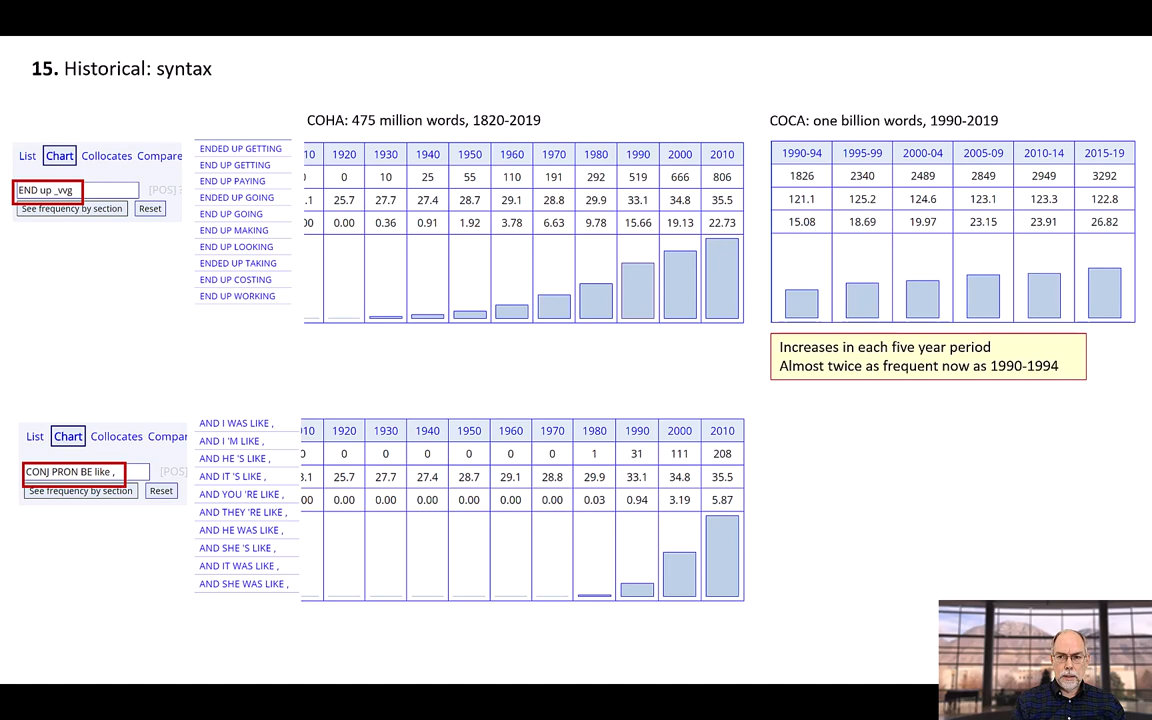 15. Historical: syntax
COHA: 475 million words, 1820-2019
COCA: one billion words, 1990-2019
List Chart Collocates Compare
END up _vvg [POS] ?
See frequency by section Reset
ENDED UP GETTING
END UP GETTING
END UP PAYING
ENDED UP GOING
END UP GOING
END UP MAKING
END UP LOOKING
ENDED UP TAKING
END UP COSTING
END UP WORKING
10 1920 1930 1940 1950 1960 1970 1980 1990 2000 2010
0 10 25 55 110 191 292 519 666 806
.1 25.7 27.7 27.4 28.7 29.1 28.8 29.9 33.1 34.8 35.5
00 0.00 0.36 0.91 1.92 3.78 6.63 9.78 15.66 19.13 22.73
1990-94 1995-99 2000-04 2005-09 2010-14 2015-19
1826 2340 2489 2849 2949 3292
121.1 125.2 124.6 123.1 123.3 122.8
15.08 18.69 19.97 23.15 23.91 26.82
Increases in each five year period
Almost twice as frequent now as 1990-1994
List Chart Collocates Compar
CONJ PRON BE like , [POS]
See frequency by section Reset
AND I WAS LIKE ,
AND I 'M LIKE ,
AND HE 'S LIKE ,
AND IT 'S LIKE ,
AND YOU 'RE LIKE ,
AND THEY 'RE LIKE ,
AND HE WAS LIKE ,
AND SHE 'S LIKE ,
AND IT WAS LIKE ,
AND SHE WAS LIKE ,
10 1920 1930 1940 1950 1960 1970 1980 1990 2000 2010
0 0 0 0 0 0 0 1 31 111 208
3.1 25.7 27.7 27.4 28.7 29.1 28.8 29.9 33.1 34.8 35.5
00 0.00 0.00 0.00 0.00 0.00 0.00 0.03 0.94 3.19 5.87